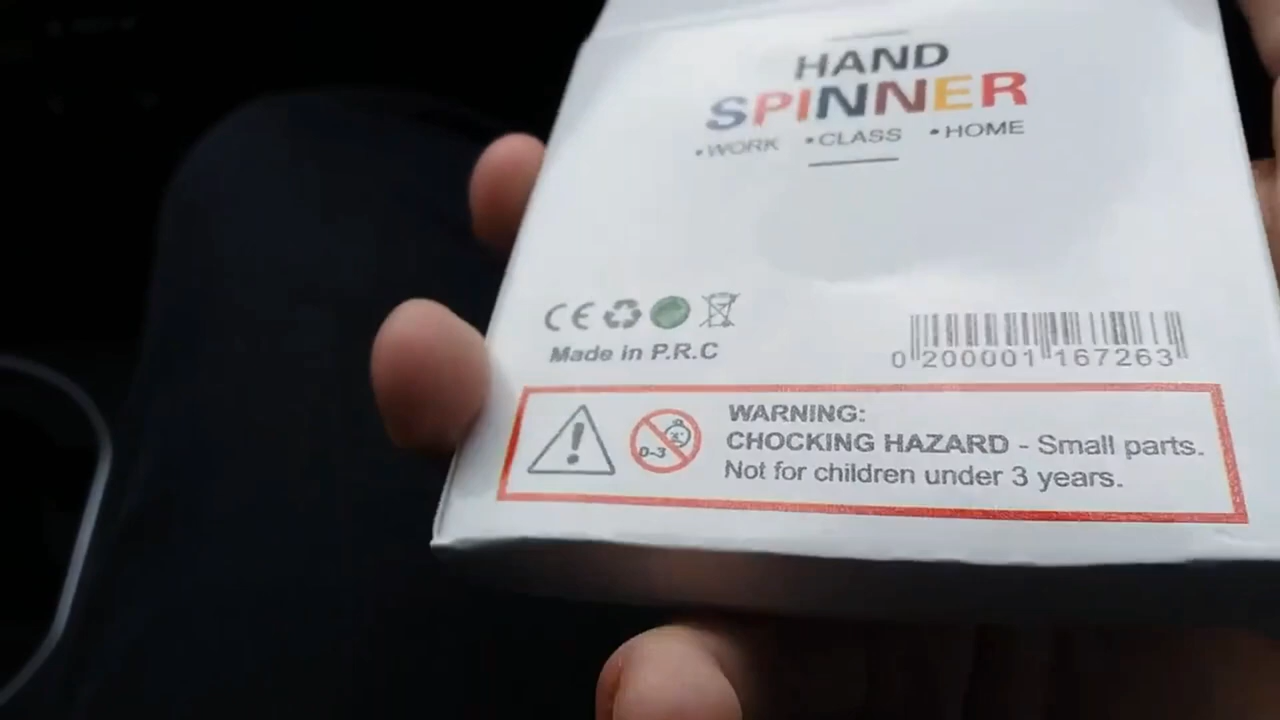 HAND
SPINNER
•WORK •CLASS •HOME
CE
Made in P.R.C
0 200001 167263
WARNING:
0-3
CHOCKING HAZARD - Small parts.
Not for children under 3 years.